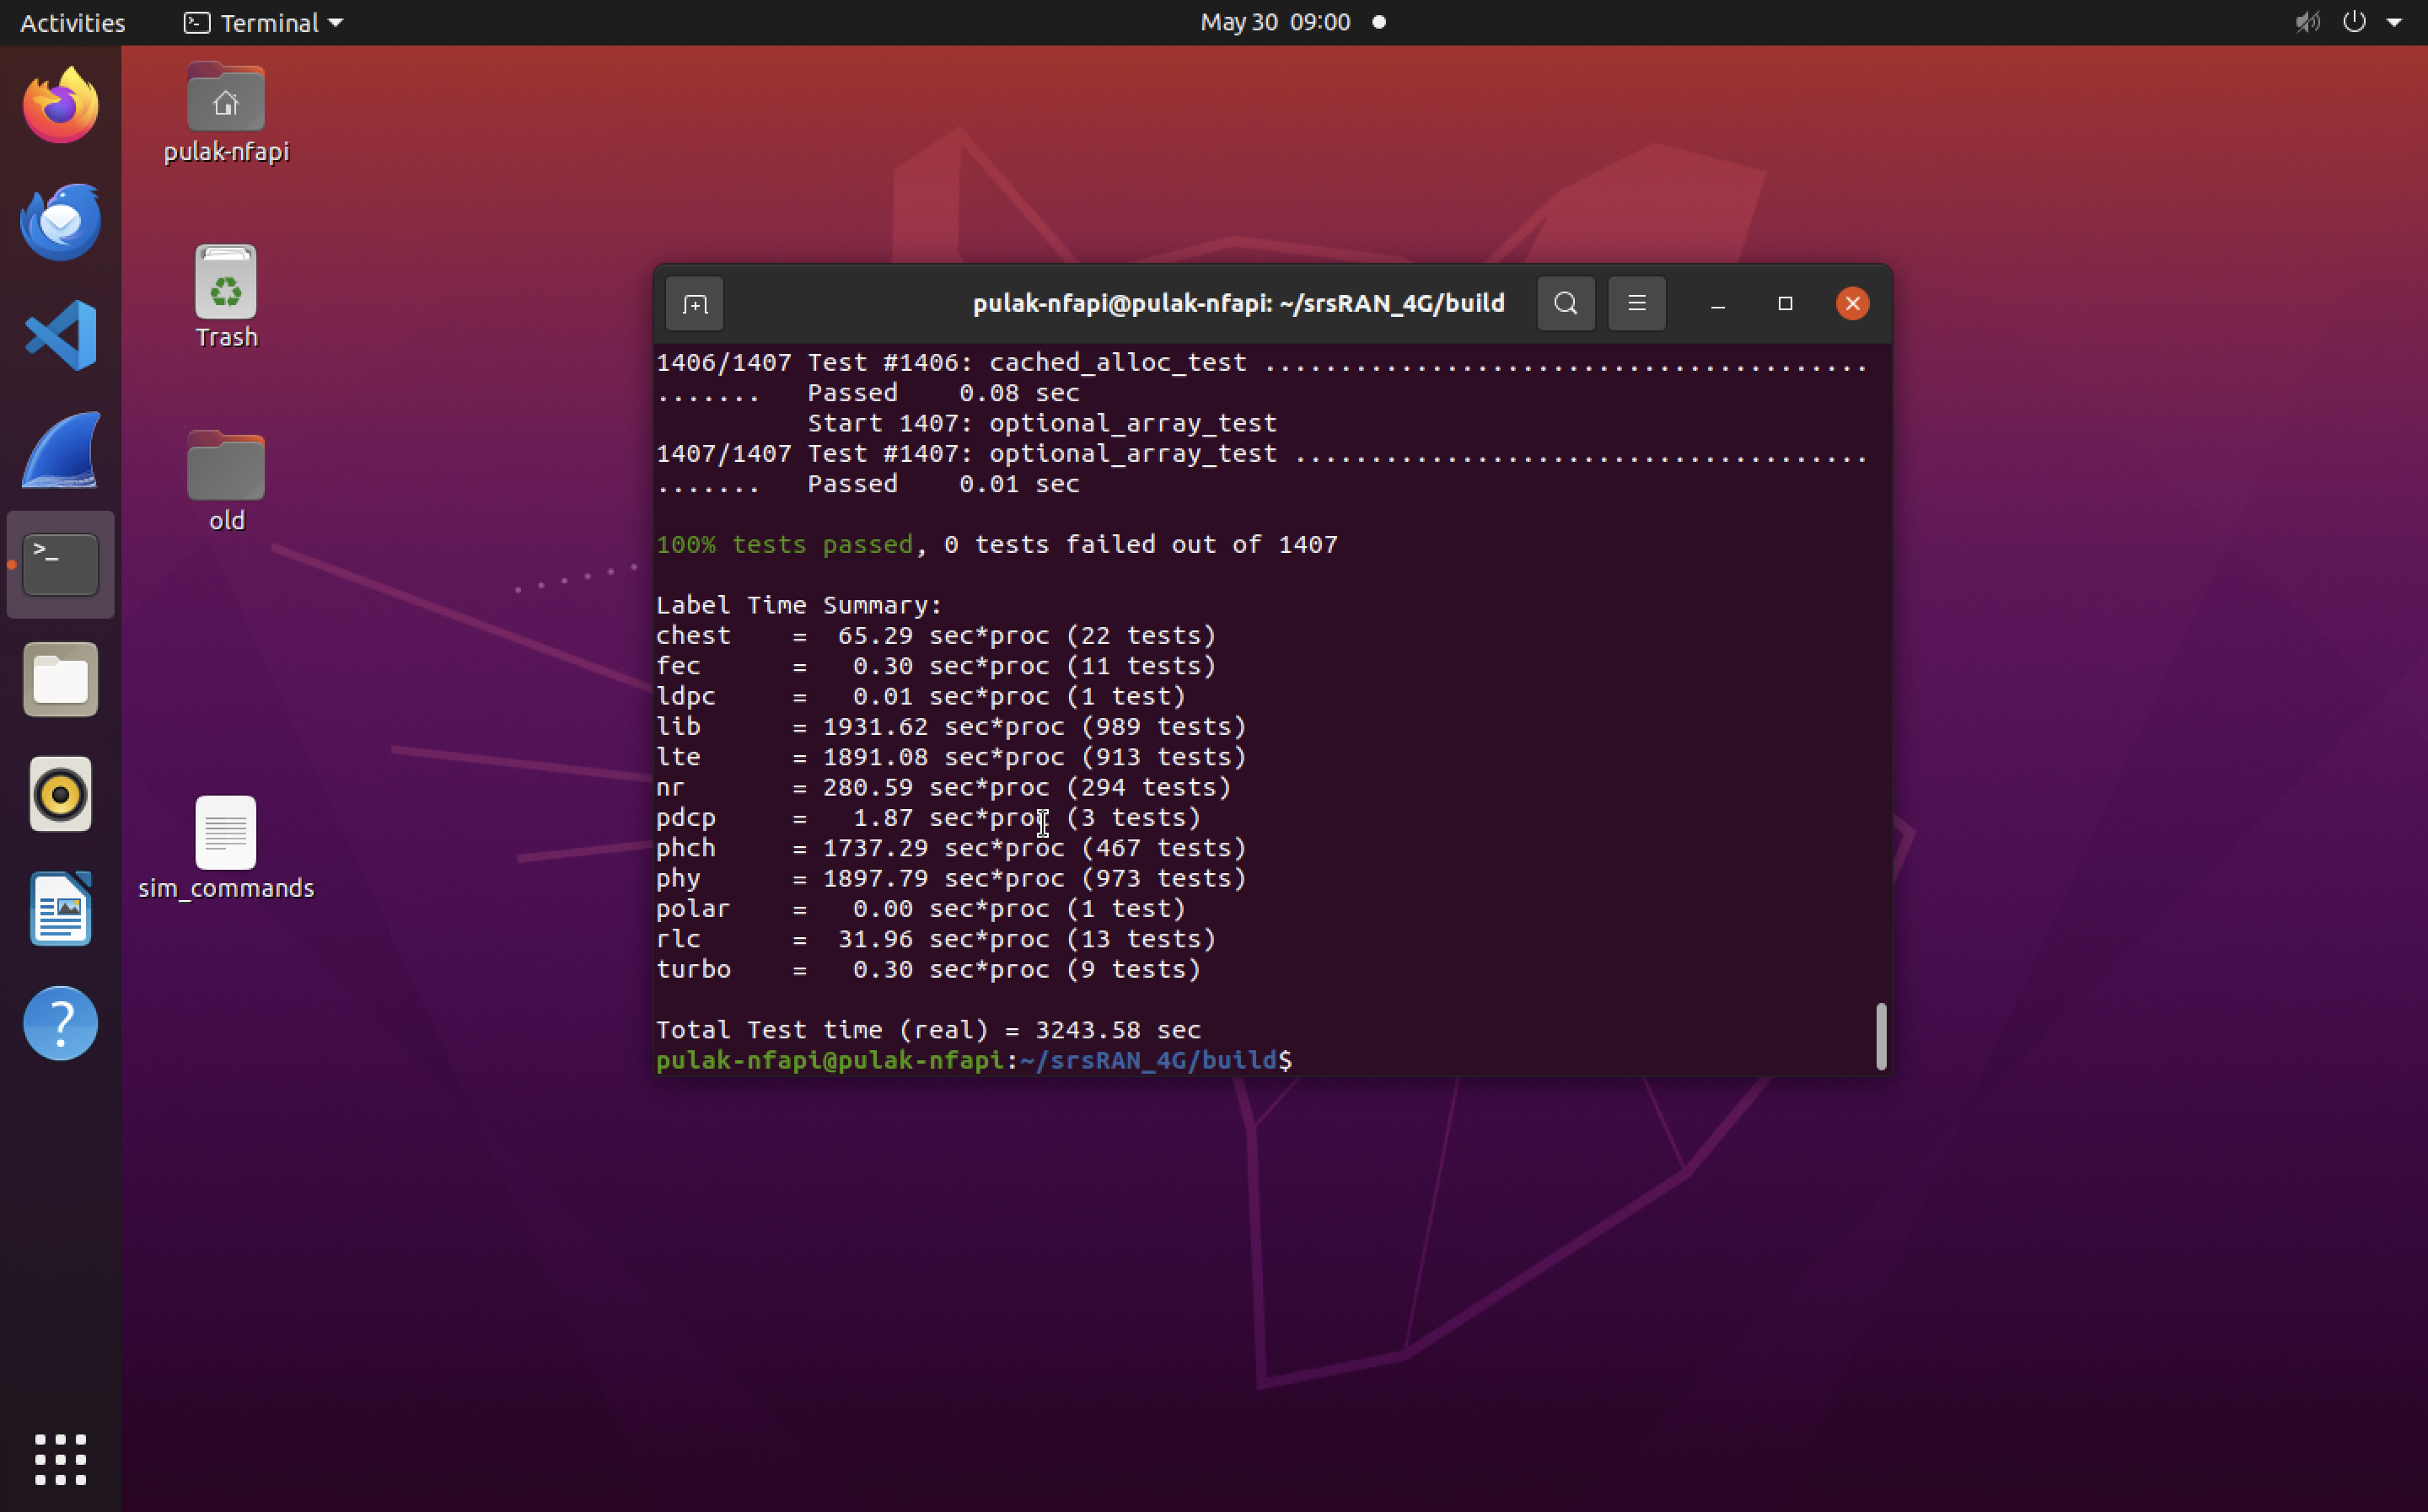 Activities
Terminal
May 30 09:00
pulak-nfapi
Trash
old
sim_commands
pulak-nfapi@pulak-nfapi: ~/srsRAN_4G/build
1406/1407 Test #1406: cached_alloc_test ........................................
.......   Passed    0.08 sec
          Start 1407: optional_array_test
1407/1407 Test #1407: optional_array_test ......................................
.......   Passed    0.01 sec
100% tests passed, 0 tests failed out of 1407
Label Time Summary:
chest    =  65.29 sec*proc (22 tests)
fec      =   0.30 sec*proc (11 tests)
ldpc     =   0.01 sec*proc (1 test)
lib      = 1931.62 sec*proc (989 tests)
lte      = 1891.08 sec*proc (913 tests)
nr       = 280.59 sec*proc (294 tests)
pdcp     =   1.87 sec*proc (3 tests)
phch     = 1737.29 sec*proc (467 tests)
phy      = 1897.79 sec*proc (973 tests)
polar    =   0.00 sec*proc (1 test)
rlc      =  31.96 sec*proc (13 tests)
turbo    =   0.30 sec*proc (9 tests)
Total Test time (real) = 3243.58 sec
pulak-nfapi@pulak-nfapi:~/srsRAN_4G/build$